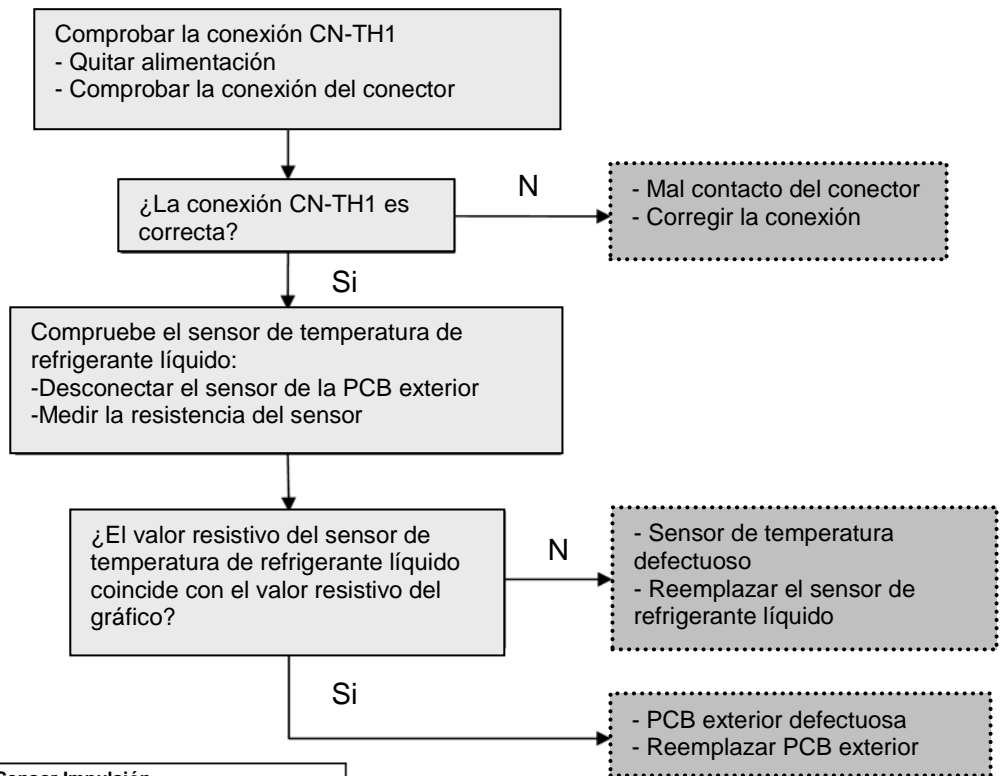 Comprobar la conexión CN-TH1
- Quitar alimentación
- Comprobar la conexión del conector
¿La conexión CN-TH1 es
correcta?
N
- Mal contacto del conector
- Corregir la conexión
Si
Compruebe el sensor de temperatura de
refrigerante líquido:
-Desconectar el sensor de la PCB exterior
-Medir la resistencia del sensor
¿El valor resistivo del sensor de
temperatura de refrigerante líquido
coincide con el valor resistivo del
gráfico?
N
- Sensor de temperatura
defectuoso
- Reemplazar el sensor de
refrigerante líquido
Si
- PCB exterior defectuosa
- Reemplazar PCB exterior
Sensor Impulsión